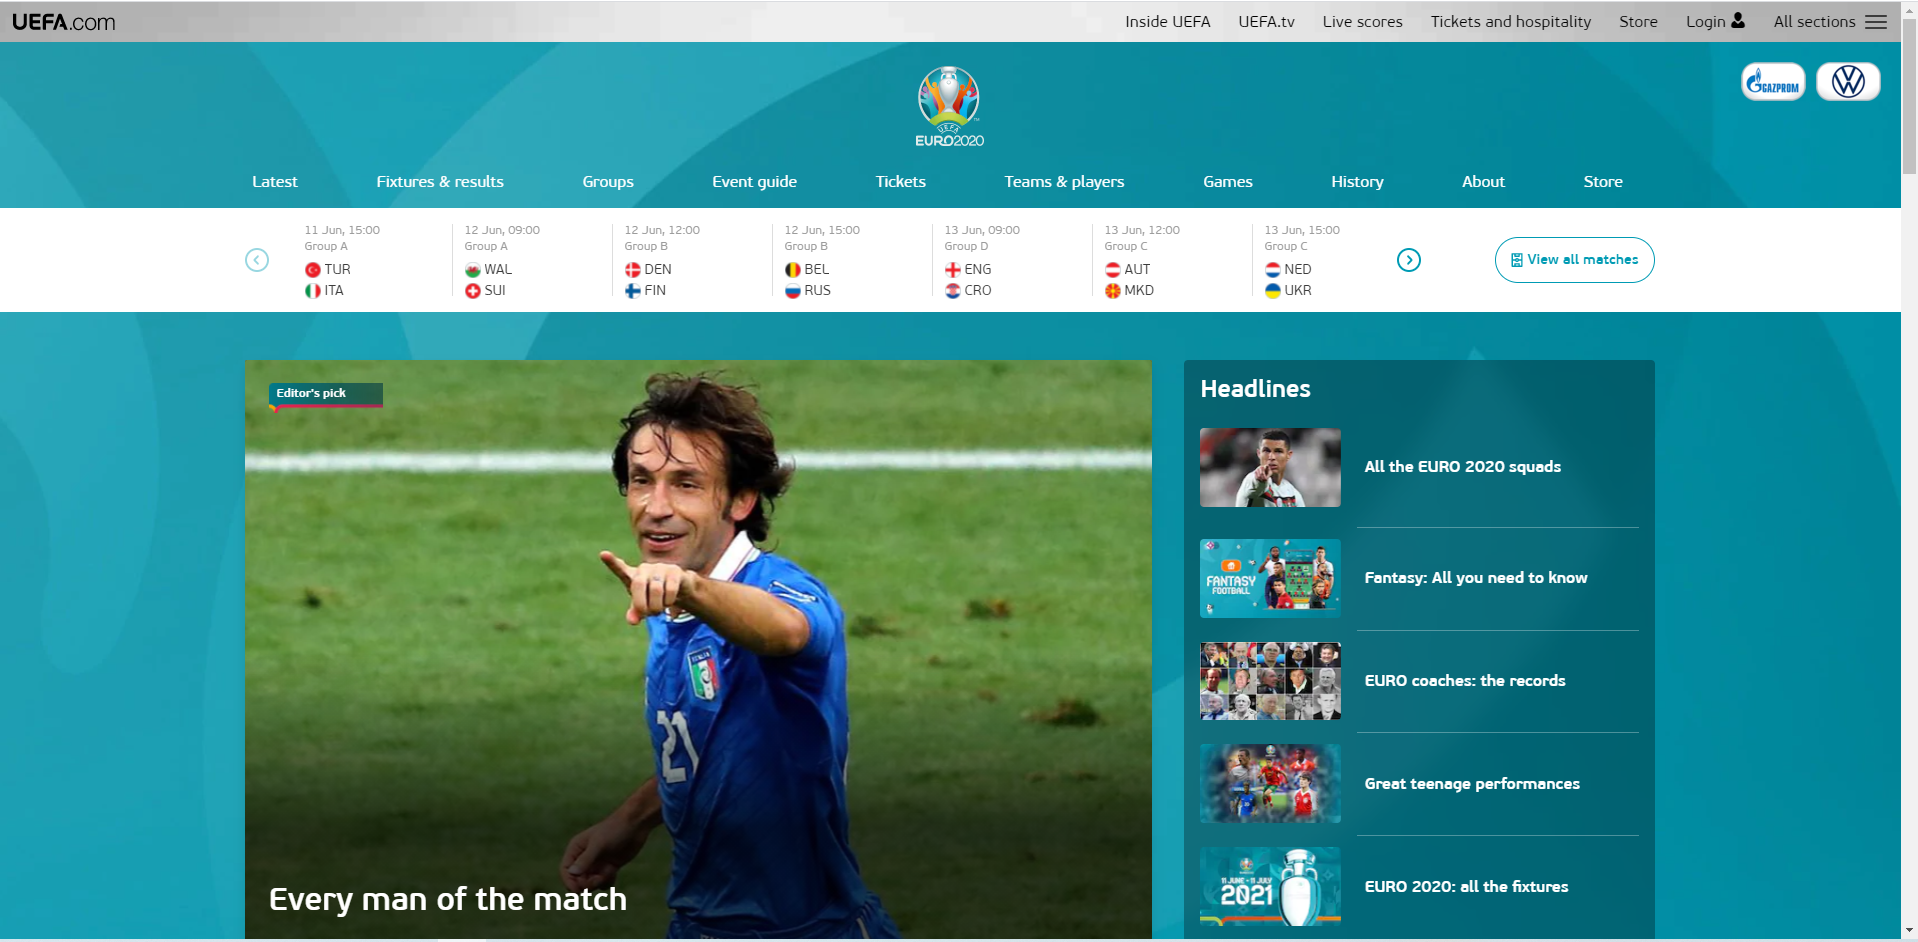 UEFA.com
Inside UEFA
UEFA.tv
Live scores
Tickets and hospitality
Store
Login
All sections
GAZPROM
UEFA
EURO2020
Latest
Fixtures & results
Groups
Event guide
Tickets
Teams & players
Games
History
About
Store
11 Jun, 15:00
Group A
TUR
ITA
12 Jun, 09:00
Group A
WAL
SUI
12 Jun, 12:00
Group B
DEN
FIN
12 Jun, 15:00
Group B
BEL
RUS
13 Jun, 09:00
Group D
ENG
CRO
13 Jun, 12:00
Group C
AUT
MKD
13 Jun, 15:00
Group C
NED
UKR
View all matches
Editor's pick
ITALIA
21
Every man of the match
Headlines
All the EURO 2020 squads
FANTASY
FOOTBALL
Fantasy: All you need to know
EURO coaches: the records
Great teenage performances
11 JUNE - 11 JULY
2021
EURO 2020: all the fixtures